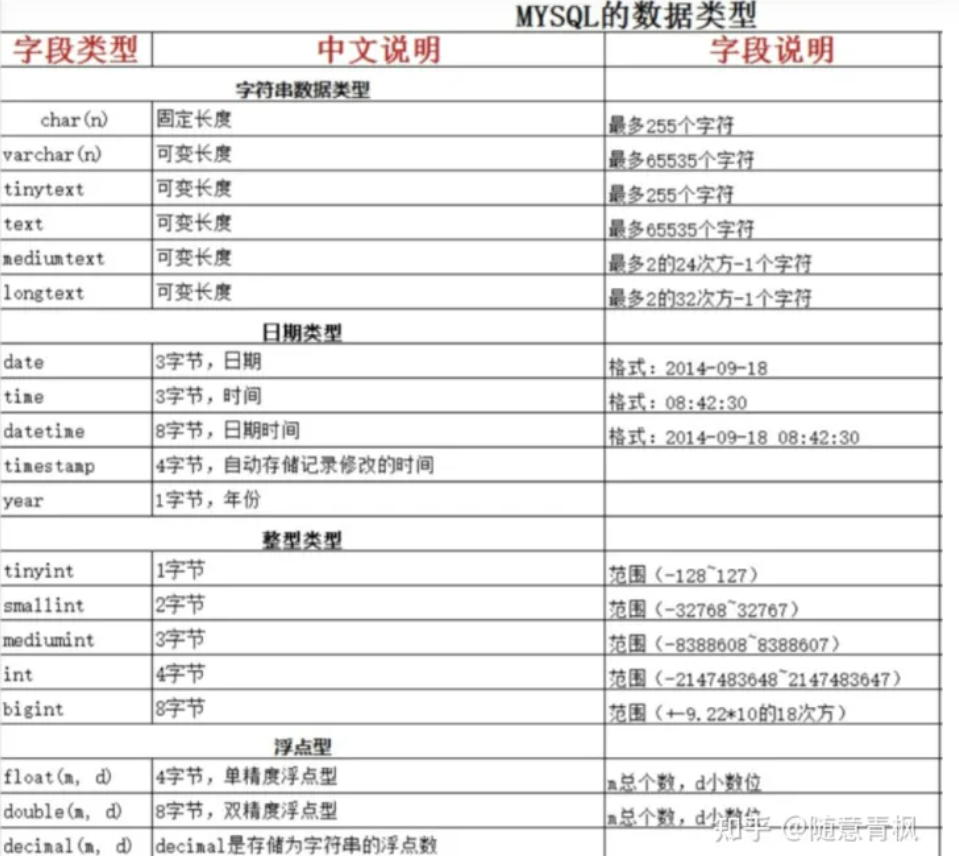 MYSQL的数据类型
字段类型 中文说明 字段说明
字符串数据类型
char(n) 固定长度 最多255个字符
varchar(n) 可变长度 最多65535个字符
tinytext 可变长度 最多255个字符
text 可变长度 最多65535个字符
mediumtext 可变长度 最多2的24次方-1个字符
longtext 可变长度 最多2的32次方-1个字符
日期类型
date 3字节，日期 格式：2014-09-18
time 3字节，时间 格式：08:42:30
datetime 8字节，日期时间 格式：2014-09-18 08:42:30
timestamp 4字节，自动存储记录修改的时间
year 1字节，年份
整型类型
tinyint 1字节 范围（-128~127）
smallint 2字节 范围（-32768~32767）
mediumint 3字节 范围（-8388608~8388607）
int 4字节 范围（-2147483648~2147483647）
bigint 8字节 范围（+-9.22*10的18次方）
浮点型
float(m, d) 4字节，单精度浮点型 m总个数，d小数位
double(m, d) 8字节，双精度浮点型 m总个数，d小数位
decimal(m, d) decimal是存储为字符串的浮点数
知乎 @随意青枫